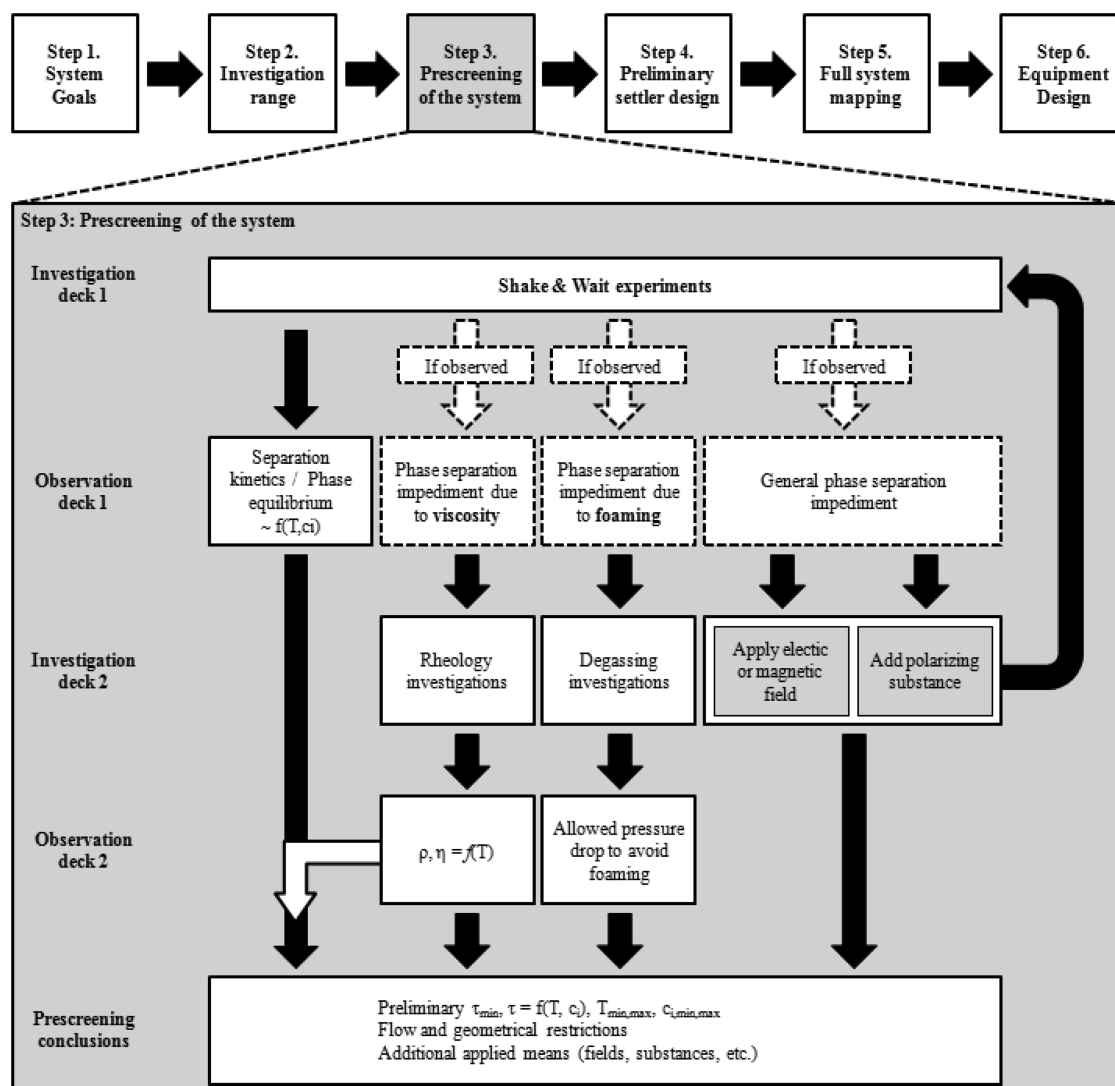 Step 1.
System
Goals
Step 2.
Investigation
range
Step 3.
Prescreening
of the system
Step 4.
Preliminary
settler design
Step 5.
Full system
mapping
Step 6.
Equipment
Design
Step 3: Prescreening of the system
Investigation
deck 1
Shake & Wait experiments
If observed
If observed
If observed
Observation
deck 1
Separation
kinetics / Phase
equilibrium
~ f(T,ci)
Phase separation
impediment due
to viscosity
Phase separation
impediment due
to foaming
General phase separation
impediment
Investigation
deck 2
Rheology
investigations
Degassing
investigations
Apply electic
or magnetic
field
Add polarizing
substance
Observation
deck 2
ρ, η = f(T)
Allowed pressure
drop to avoid
foaming
Prescreening
conclusions
Preliminary τmin, τ = f(T, ci), Tmin,max, ci,min,max
Flow and geometrical restrictions
Additional applied means (fields, substances, etc.)